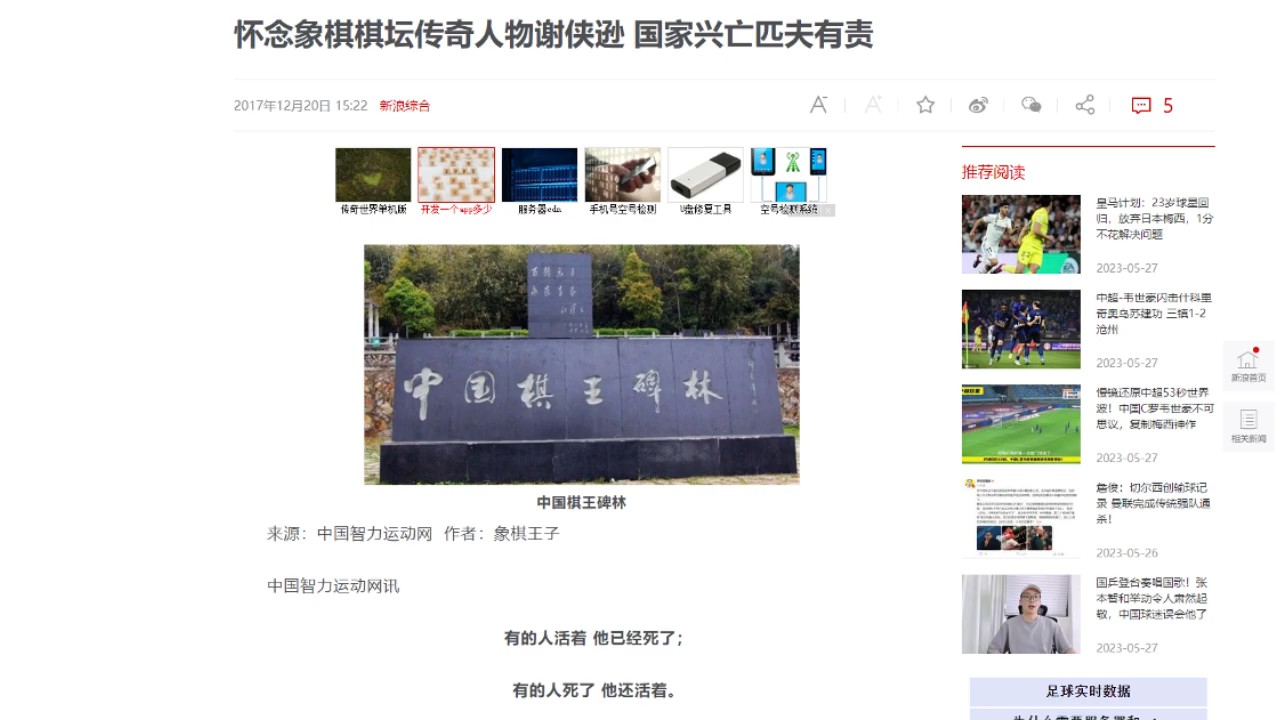 怀念象棋棋坛传奇人物谢侠逊 国家兴亡匹夫有责
2017年12月20日 15:22 新浪综合
A- A+ 5
传奇世界单机版 开发一个app多少 服务器cdn 手机号空号检测 U盘修复工具 空号检测系统
中国棋王碑林
中国棋王碑林
来源：中国智力运动网 作者：象棋王子
中国智力运动网讯
有的人活着 他已经死了；
有的人死了 他还活着。
推荐阅读
皇马计划：23岁球星回
归，放弃日本梅西，1分
不花解决问题
2023-05-27
中超-韦世豪闪击什科里
奇奥乌苏建功 三镇1-2
沧州
2023-05-27
慢镜还原中超53秒世界
波！中国C罗韦世豪不可
思议，复制梅西神作
2023-05-27
詹俊：切尔西创输球记
录 曼联完成传统强队通
杀！
2023-05-26
国乒登台奏唱国歌！张
本智和举动令人肃然起
敬，中国球迷误会他了
2023-05-27
足球实时数据
新浪首页
相关新闻